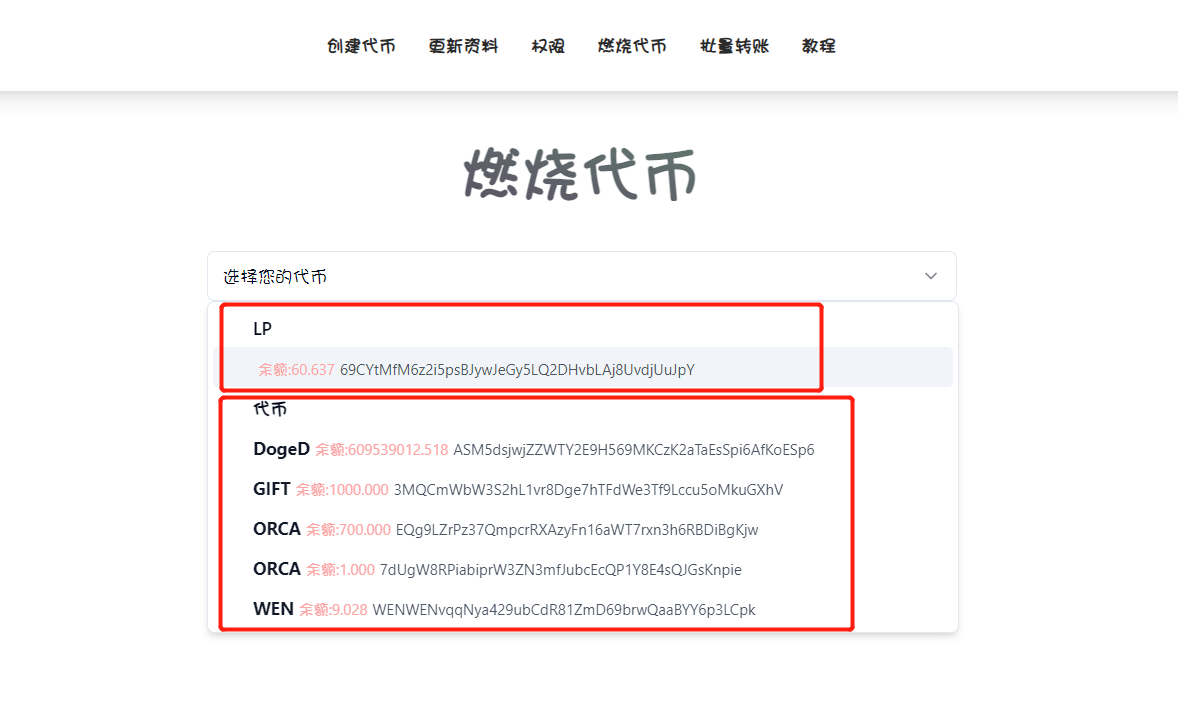 创建代币 更新资料 权限 燃烧代币 批量转账 教程
燃烧代币
选择您的代币
LP
余额:60.637 69CYtMfM6z2i5psBJywJeGy5LQ2DHvbLAj8UvdjUuJpY
代币
DogeD 余额:609539012.518 ASM5dsjwjZZWTY2E9H569MKCzK2aTaEsSpi6AfKoESp6
GIFT 余额:1000.000 3MQCmWbW3S2hL1vr8Dge7hTFdWe3Tf9Lccu5oMkuGXhV
ORCA 余额:700.000 EQg9LZrPz37QmpcrRXAzyFn16aWT7rxn3h6RBDiBgKjw
ORCA 余额:1.000 7dUgW8RPiabiprW3ZN3mfJubcEcQP1Y8E4sQJGsKnpie
WEN 余额:9.028 WENWENvqqNya429ubCdR81ZmD69brwQaaBYY6p3LCpk